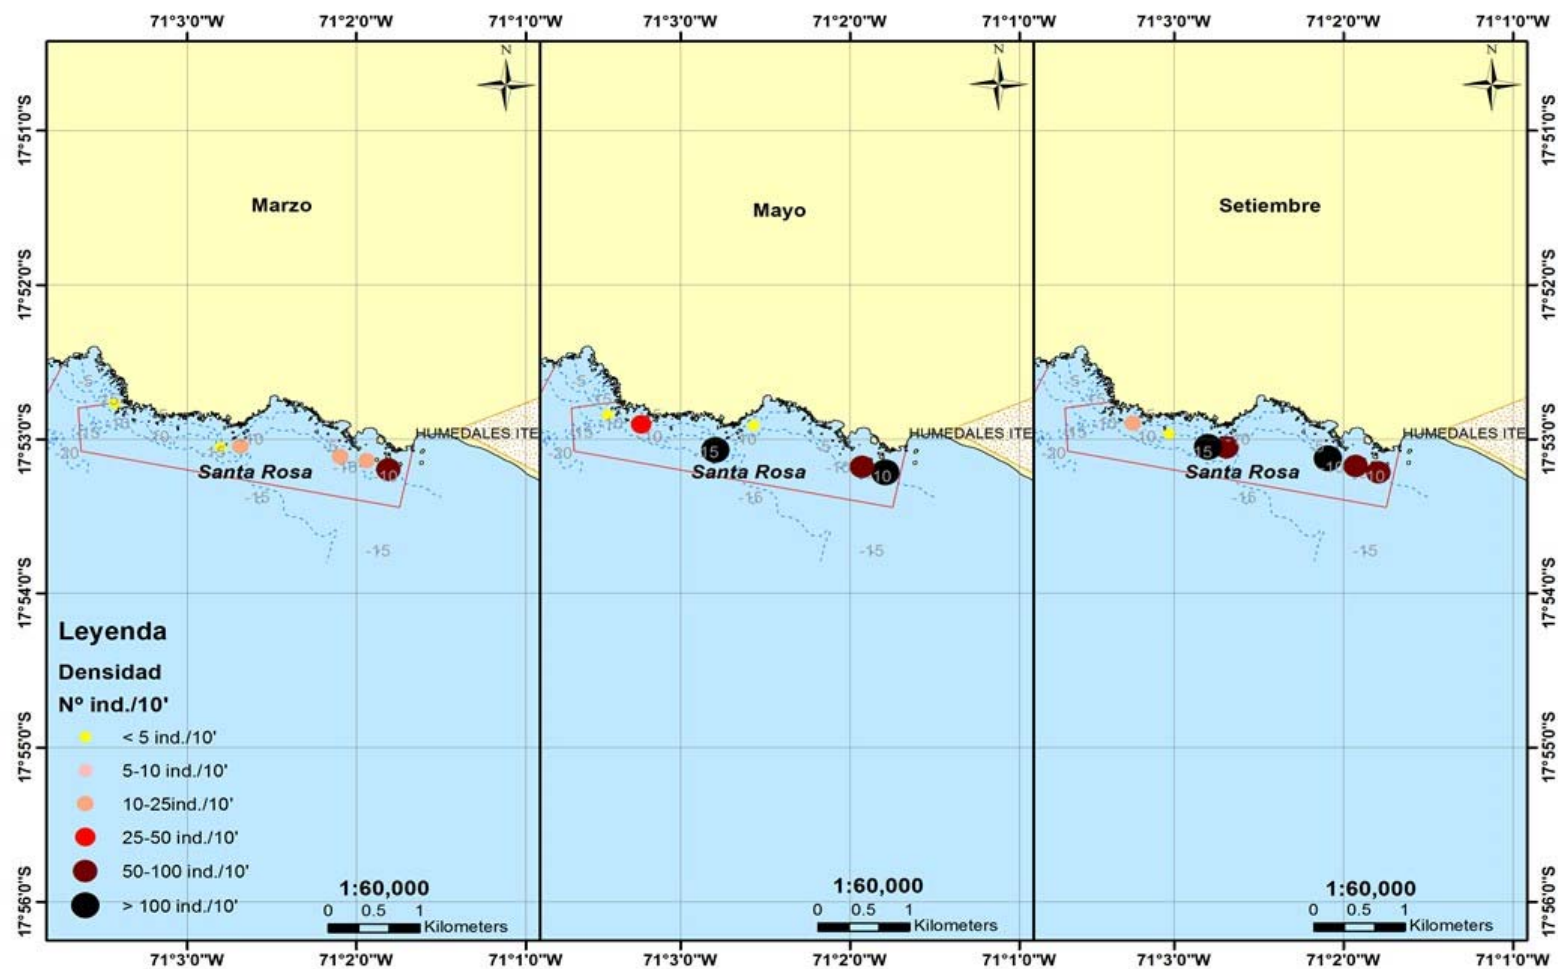 71°3'0"W 71°2'0"W 71°1'0"W 71°3'0"W 71°2'0"W 71°1'0"W 71°3'0"W 71°2'0"W 71°1'0"W
N N N
17°51'0"S 17°51'0"S
Marzo Mayo Setiembre
17°52'0"S 17°52'0"S
-5 -5 -5
HUMEDALES ITE HUMEDALES ITE HUMEDALES ITE
17°53'0"S 17°53'0"S
Santa Rosa Santa Rosa Santa Rosa
-15 -15 -15
17°54'0"S 17°54'0"S
Leyenda
Densidad
Nº ind./10'
< 5 ind./10'
17°55'0"S 17°55'0"S
5-10 ind./10'
10-25ind./10'
25-50 ind./10'
50-100 ind./10'
> 100 ind./10'
17°56'0"S 17°56'0"S
1:60,000 1:60,000 1:60,000
0 0.5 1 0 0.5 1 0 0.5 1
Kilometers Kilometers Kilometers
71°3'0"W 71°2'0"W 71°1'0"W 71°3'0"W 71°2'0"W 71°1'0"W 71°3'0"W 71°2'0"W 71°1'0"W